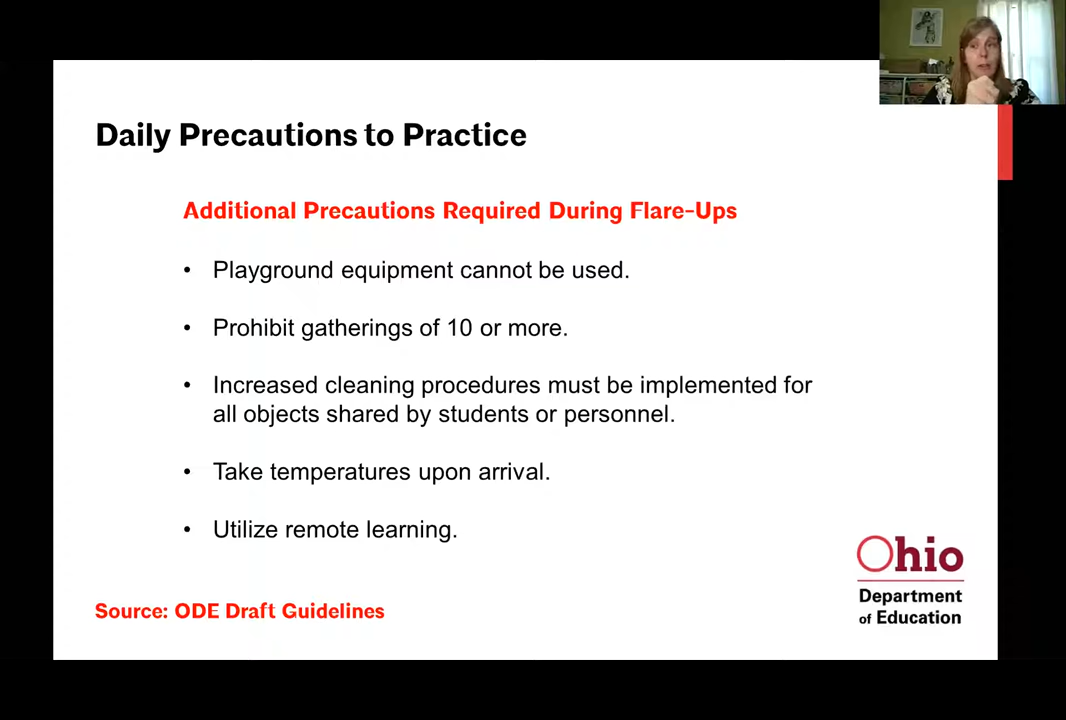 Daily Precautions to Practice
Additional Precautions Required During Flare-Ups
• Playground equipment cannot be used.
• Prohibit gatherings of 10 or more.
• Increased cleaning procedures must be implemented for
all objects shared by students or personnel.
• Take temperatures upon arrival.
• Utilize remote learning.
Source: ODE Draft Guidelines
Ohio
Department
of Education